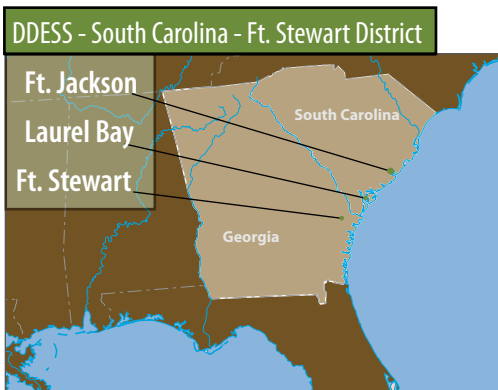 DDESS - South Carolina - Ft. Stewart District
Ft. Jackson
South Carolina
Laurel Bay
Ft. Stewart
Georgia